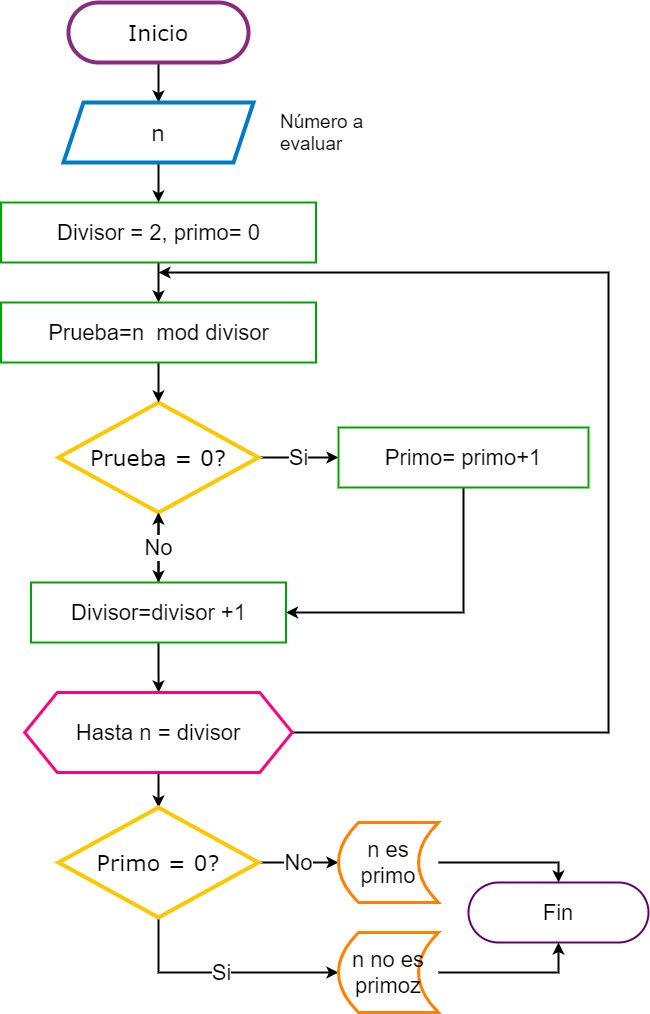 Inicio
n
Número a
evaluar
Divisor = 2, primo= 0
Prueba=n  mod divisor
Prueba = 0?
Si
Primo= primo+1
No
Divisor=divisor +1
Hasta n = divisor
Primo = 0?
No
n es
primo
Fin
Si
n no es
primoz